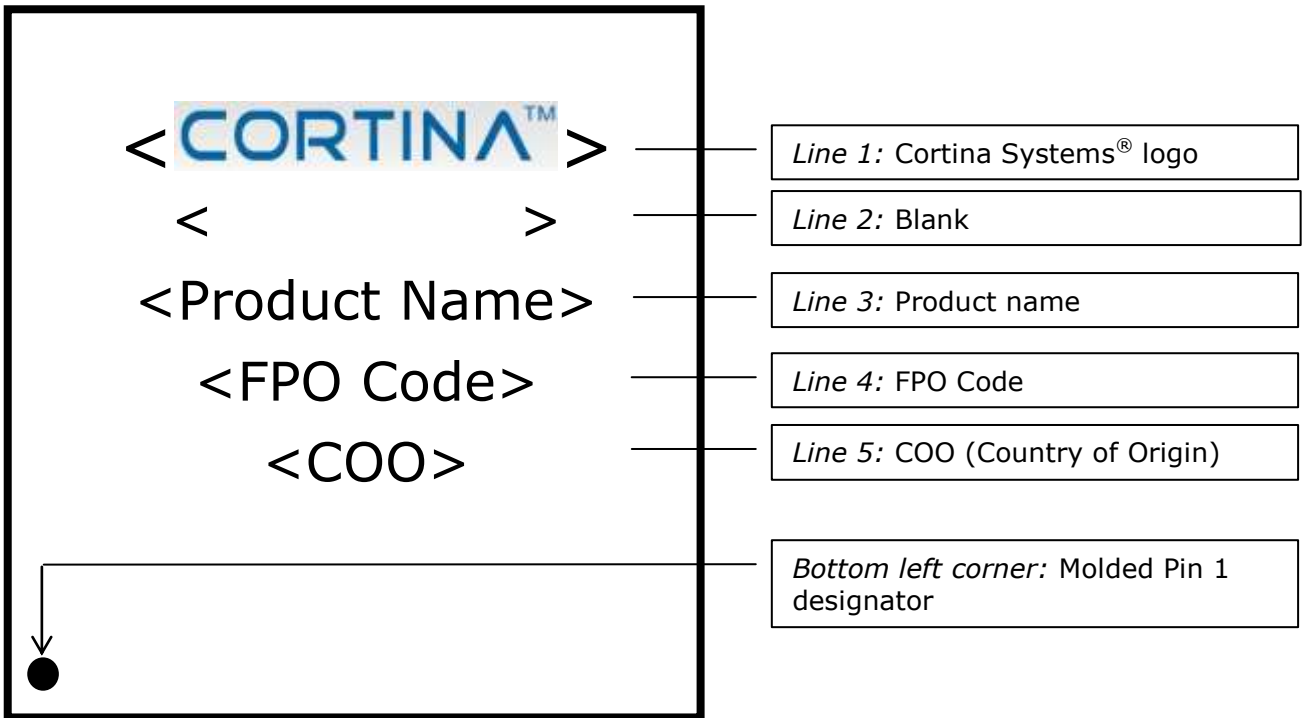 <CORTINA™>
< >
<Product Name>
<FPO Code>
<COO>
Line 1: Cortina Systems® logo
Line 2: Blank
Line 3: Product name
Line 4: FPO Code
Line 5: COO (Country of Origin)
Bottom left corner: Molded Pin 1
designator